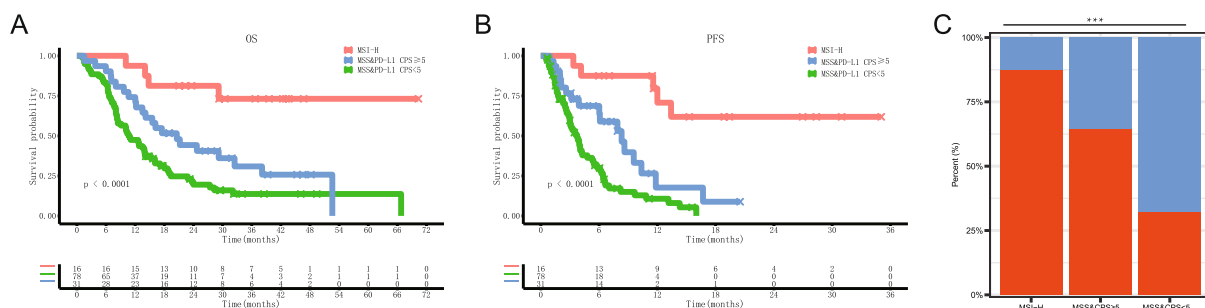 A
OS
MSI-H
MSS&PD-L1 CPS≥5
MSS&PD-L1 CPS<5
Survival probability
1.00
0.75
0.50
0.25
0.00
p < 0.0001
0 6 12 18 24 30 36 42 48 54 60 66 72
Time(months)
16 16 15 13 10 8 7 5 1 1 1 1 0
78 65 37 19 11 7 4 3 2 1 1 1 0
31 28 23 16 12 8 4 2 2 0 0 0 0
0 6 12 18 24 30 36 42 48 54 60 66 72
B
PFS
MSI-H
MSS&PD-L1 CPS≥5
MSS&PD-L1 CPS<5
Survival probability
1.00
0.75
0.50
0.25
0.00
p < 0.0001
0 6 12 18 24 30 36
Time(months)
16 13 9 6 4 2 0
78 18 4 0 0 0 0
31 14 2 1 0 0 0
0 6 12 18 24 30 36
C
***
Percent (%)
100%
75%
50%
25%
0%
MSI-H
MSS&CPS≥5
MSS&CPS<5